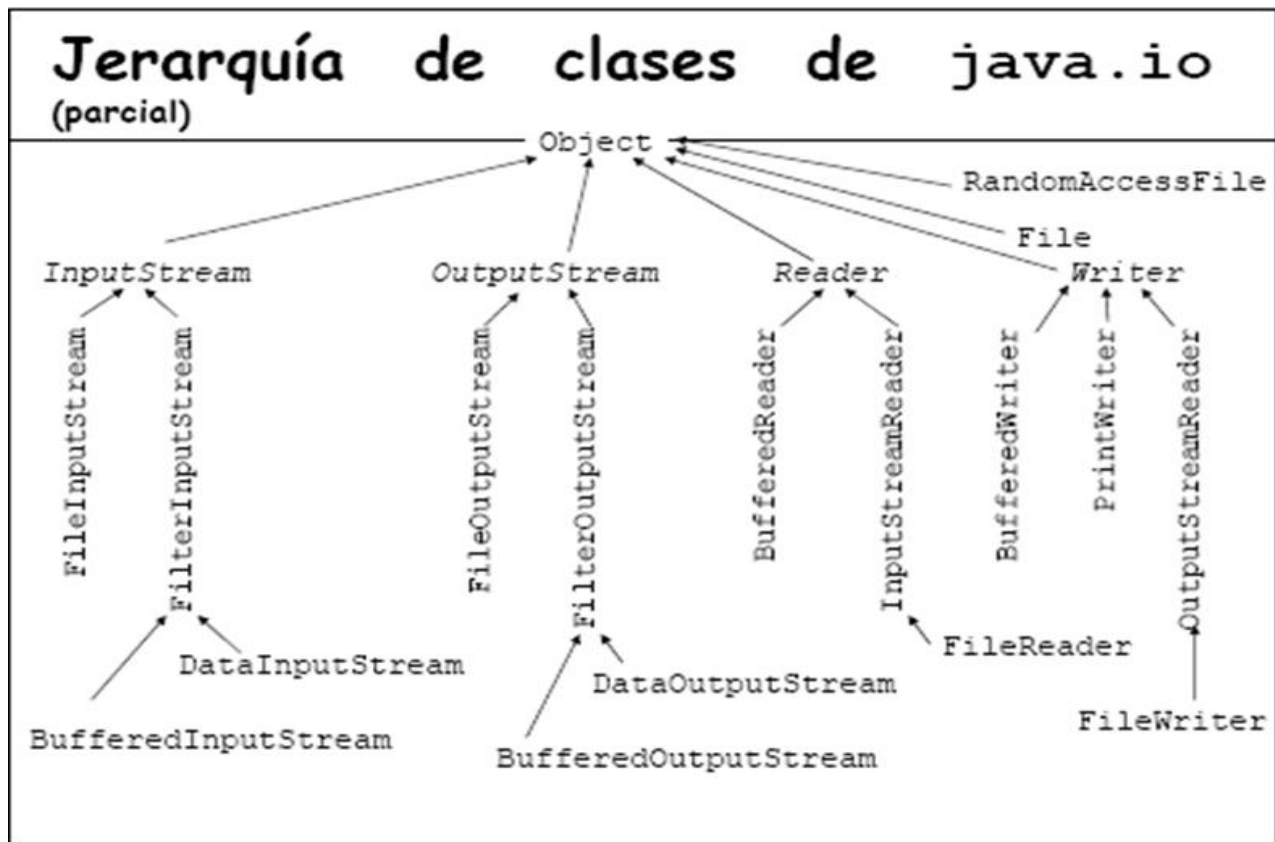 Jerarquía de clases de java.io
(parcial)
Object
RandomAccessFile
File
InputStream
OutputStream
Reader
Writer
FileInputStream
FilterInputStream
FileOutputStream
FilterOutputStream
BufferedReader
InputStreamReader
BufferedWriter
PrintWriter
OutputStreamReader
DataInputStream
BufferedInputStream
DataOutputStream
BufferedOutputStream
FileReader
FileWriter